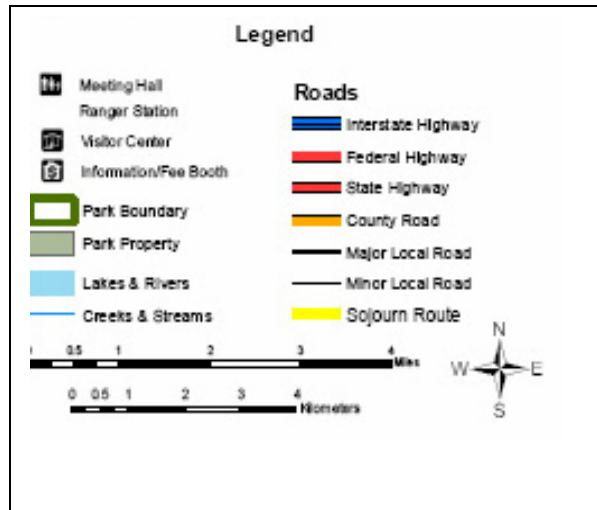 Legend
Meeting Hall
Ranger Station
Visitor Center
Information/Fee Booth
Park Boundary
Park Property
Lakes & Rivers
Creeks & Streams
Roads
Interstate Highway
Federal Highway
State Highway
County Road
Major Local Road
Minor Local Road
Sojourn Route
0.5 1 2 3 4
Miles
0 0.5 1 2 3 4
Kilometers
N
W E
S